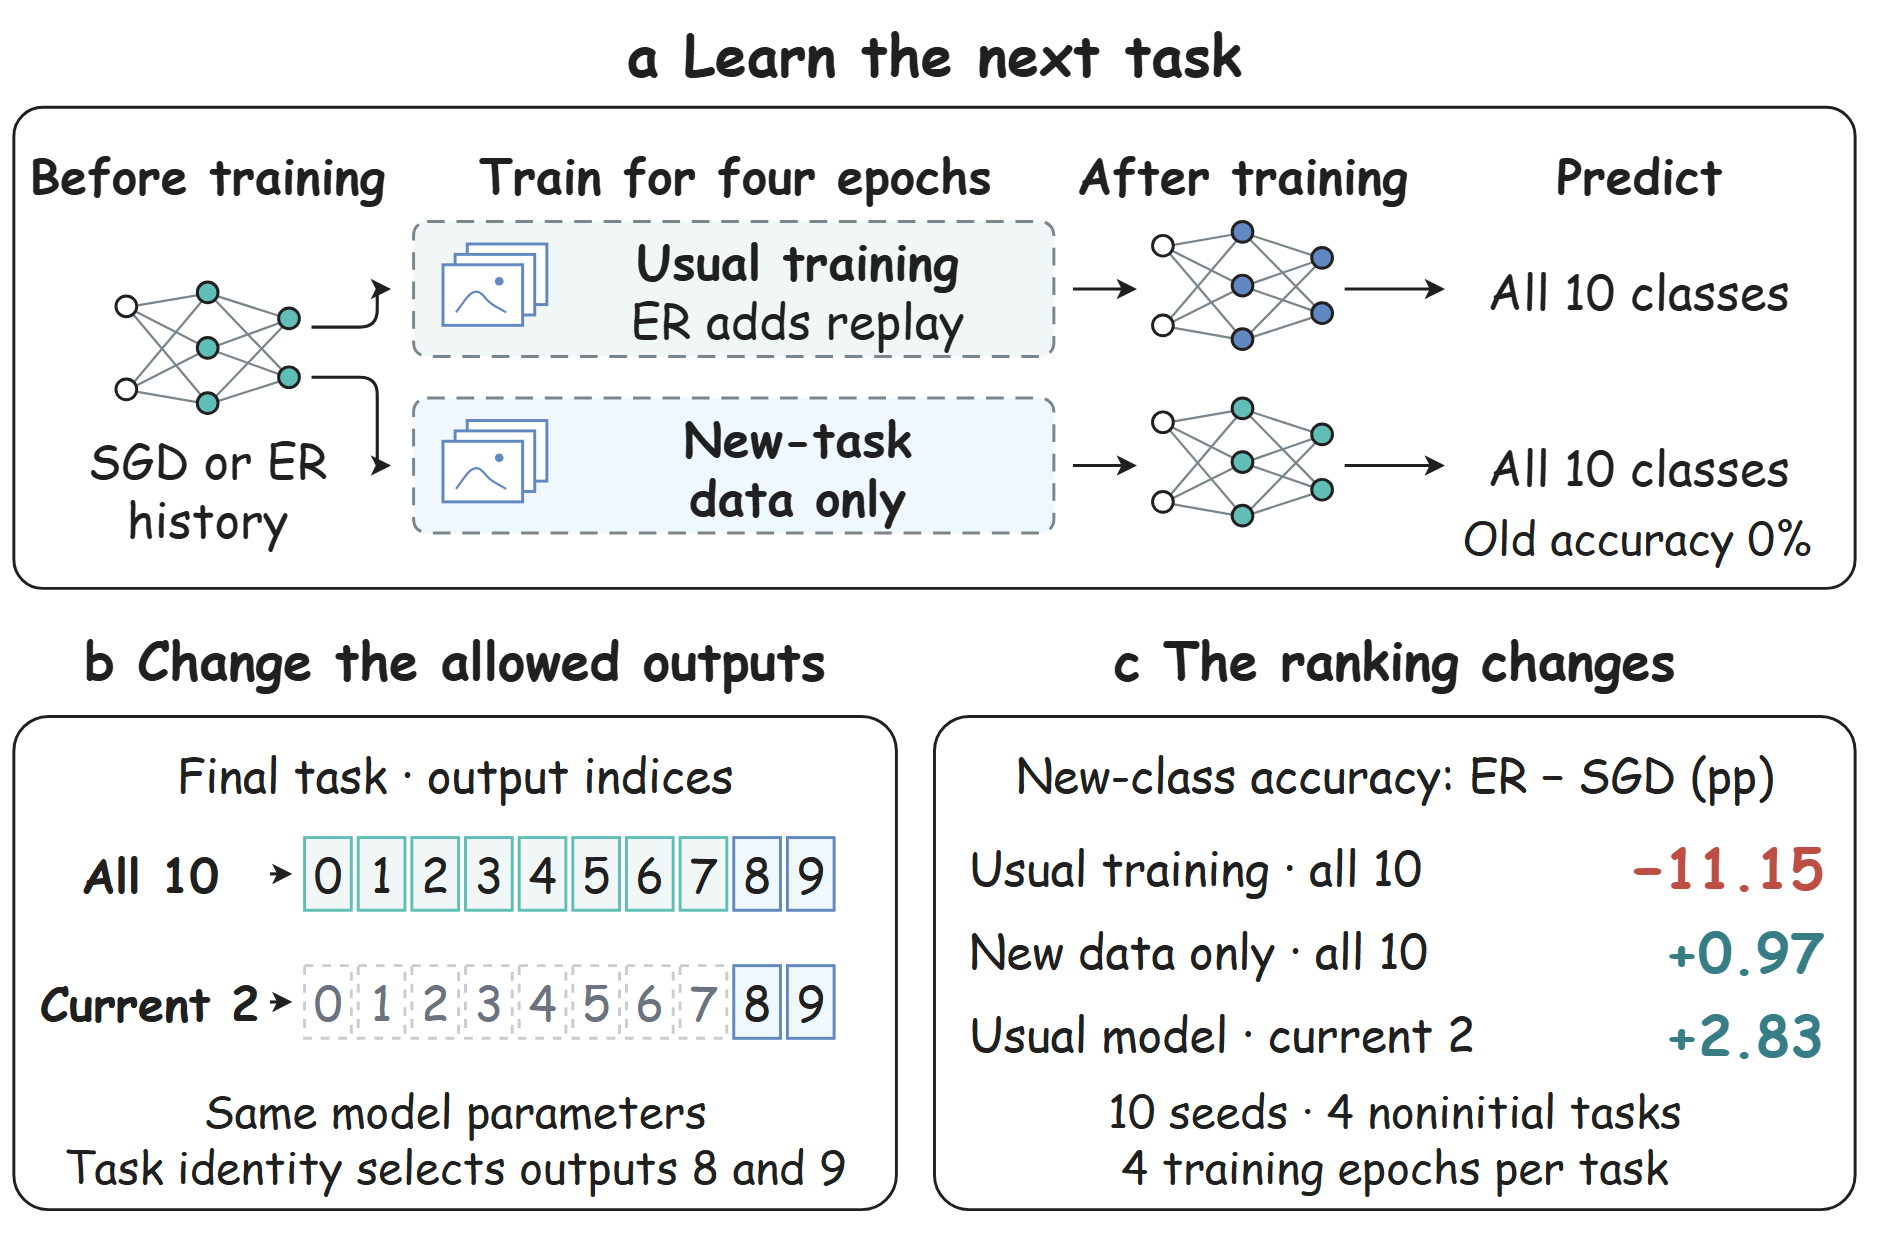 a Learn the next task
Before training
Train for four epochs
After training
Predict
SGD or ER
history
Usual training
ER adds replay
All 10 classes
New-task
data only
All 10 classes
Old accuracy 0%
b Change the allowed outputs
Final task · output indices
All 10 0 1 2 3 4 5 6 7 8 9
Current 2 0 1 2 3 4 5 6 7 8 9
Same model parameters
Task identity selects outputs 8 and 9
c The ranking changes
New-class accuracy: ER − SGD (pp)
Usual training · all 10 −11.15
New data only · all 10 +0.97
Usual model · current 2 +2.83
10 seeds · 4 noninitial tasks
4 training epochs per task